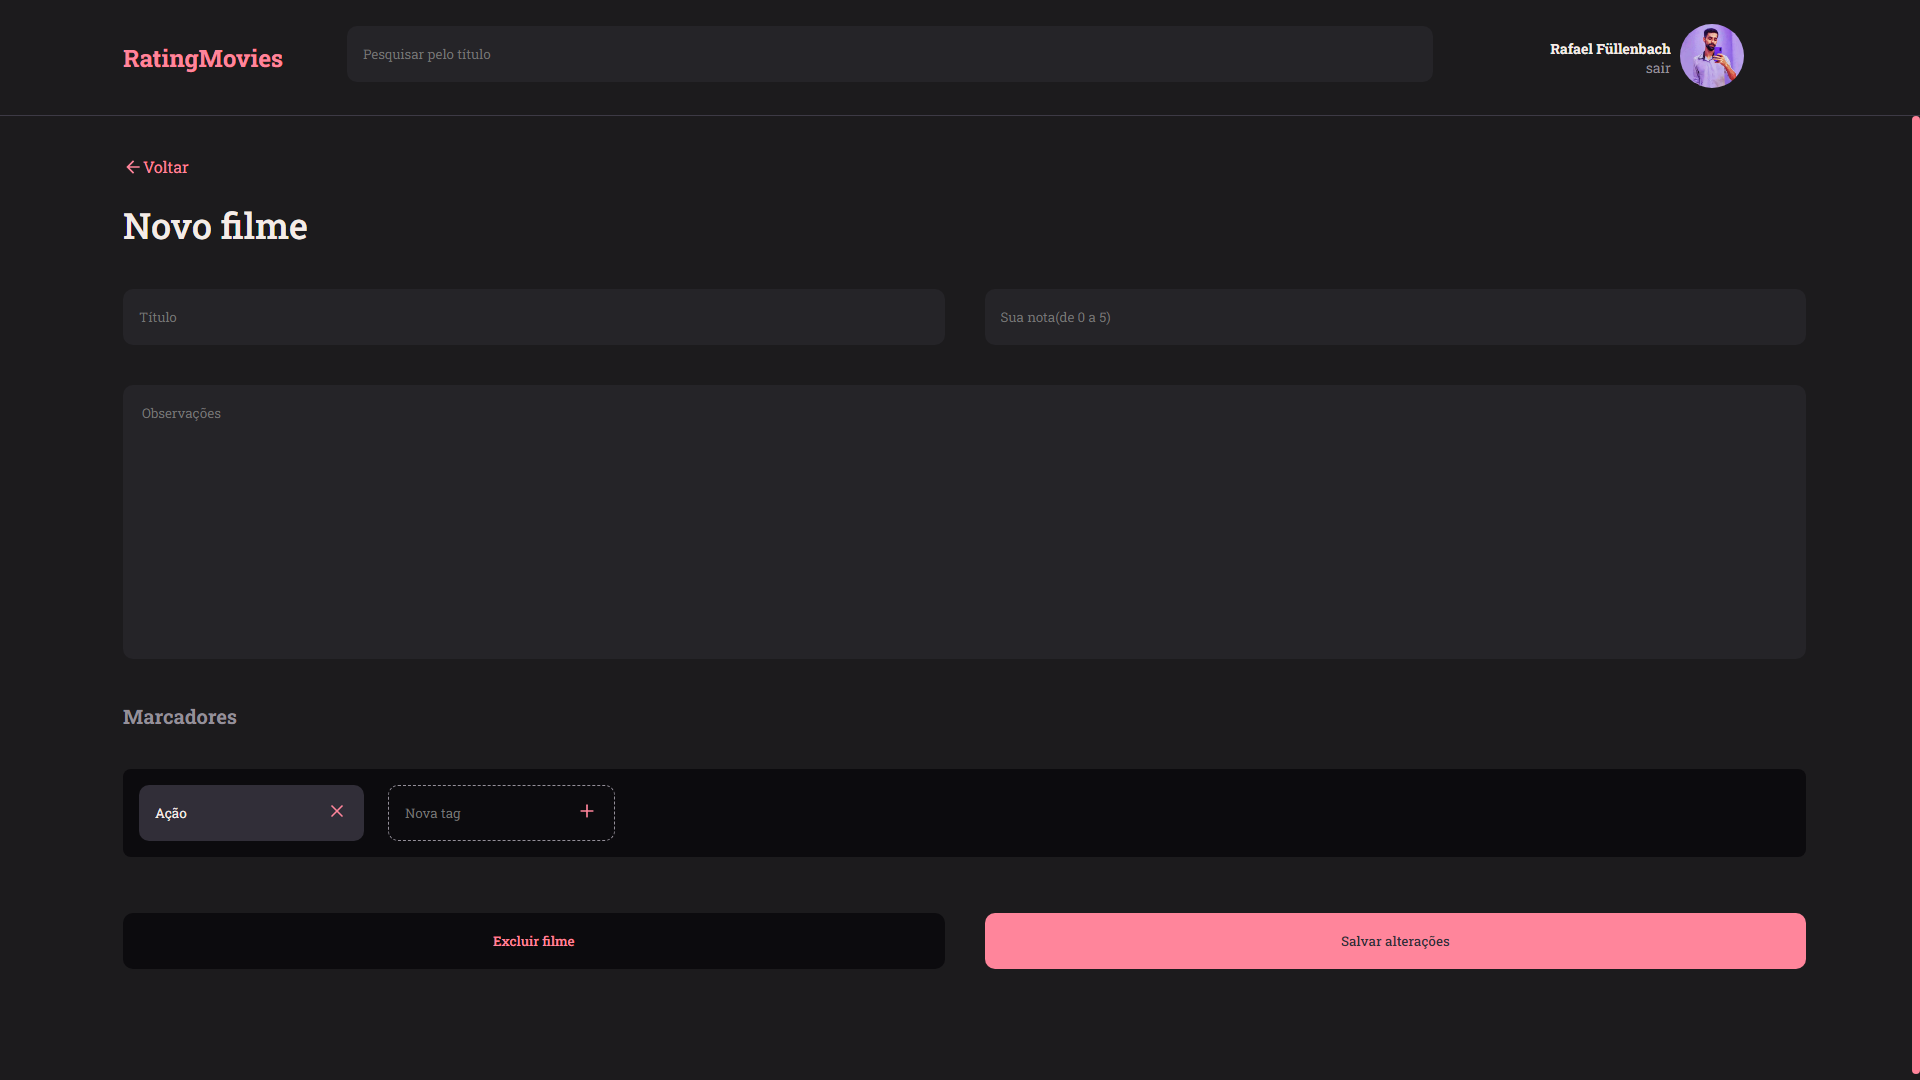 RatingMovies
Pesquisar pelo título
Rafael Füllenbach
sair
Voltar
Novo filme
Título
Sua nota(de 0 a 5)
Observações
Marcadores
Ação
Nova tag
Excluir filme
Salvar alterações